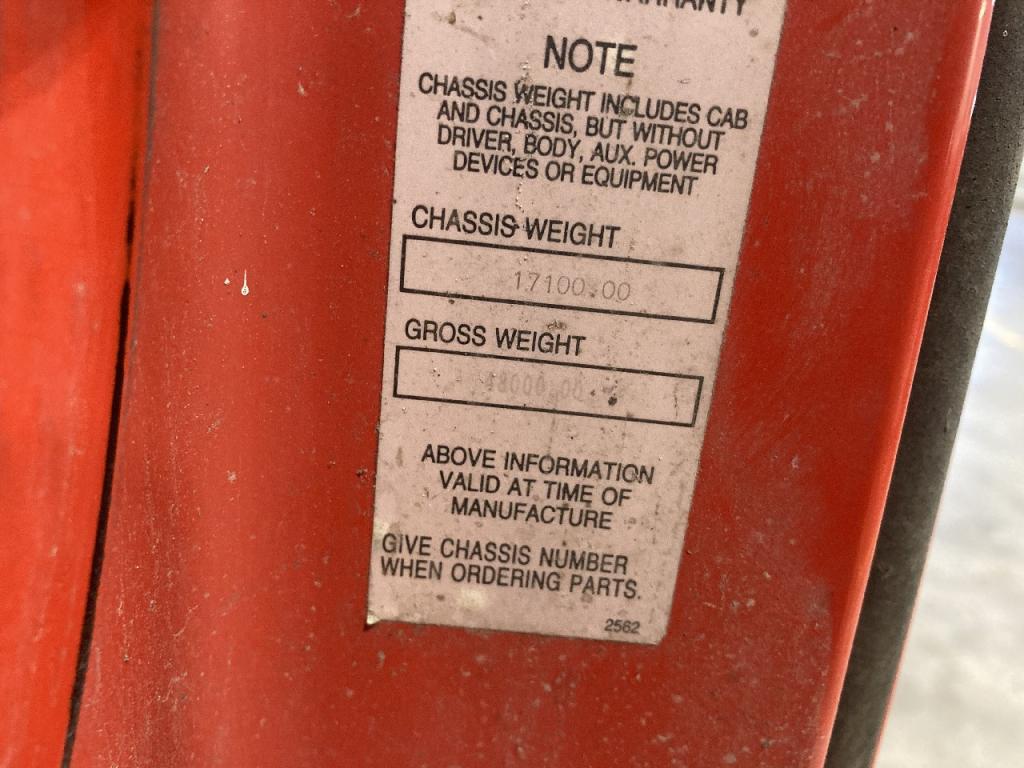 WARRANTY
NOTE
CHASSIS WEIGHT INCLUDES CAB
AND CHASSIS, BUT WITHOUT
DRIVER, BODY, AUX. POWER
DEVICES OR EQUIPMENT
CHASSIS WEIGHT
17100.00
GROSS WEIGHT
ABOVE INFORMATION
VALID AT TIME OF
MANUFACTURE
GIVE CHASSIS NUMBER
WHEN ORDERING PARTS.
2562